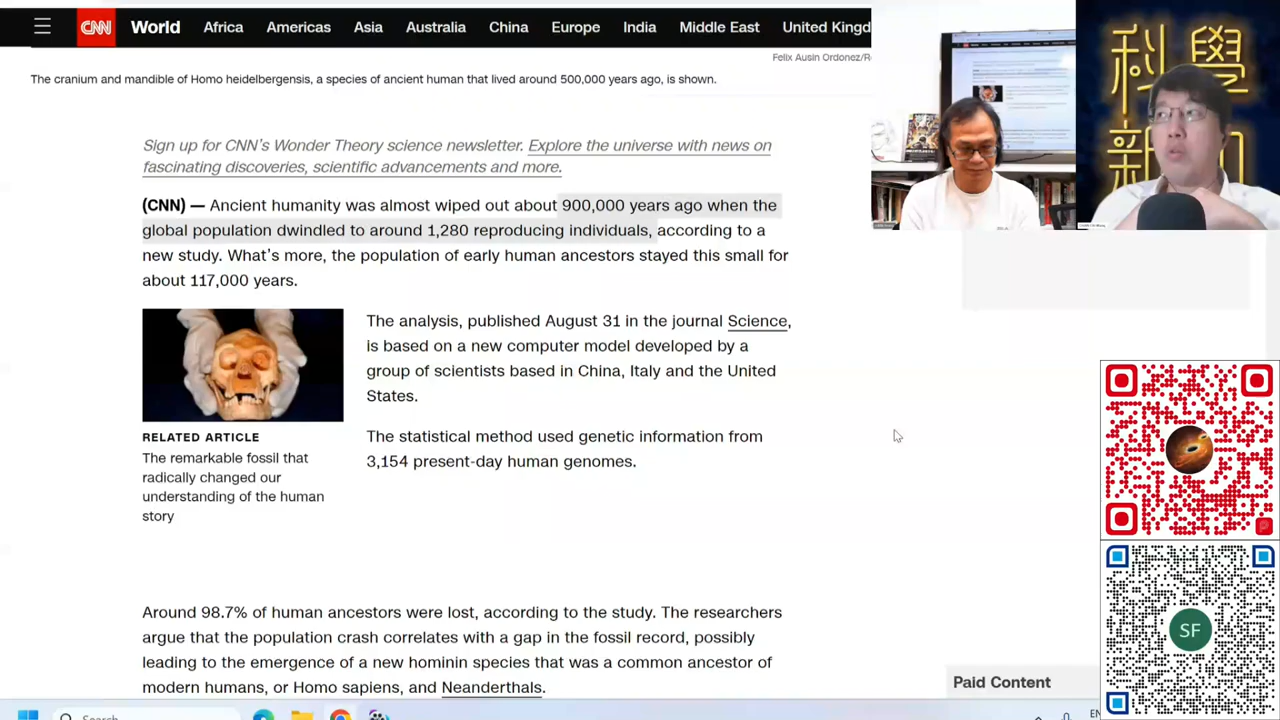 CNN World Africa Americas Asia Australia China Europe India Middle East United Kingd
Felix Ausin Ordonez/R
The cranium and mandible of Homo heidelbergensis, a species of ancient human that lived around 500,000 years ago, is shown.
科學
新知
Sign up for CNN's Wonder Theory science newsletter. Explore the universe with news on
fascinating discoveries, scientific advancements and more.
(CNN) — Ancient humanity was almost wiped out about 900,000 years ago when the
global population dwindled to around 1,280 reproducing individuals, according to a
new study. What's more, the population of early human ancestors stayed this small for
about 117,000 years.
The analysis, published August 31 in the journal Science,
is based on a new computer model developed by a
group of scientists based in China, Italy and the United
States.
RELATED ARTICLE
The remarkable fossil that
radically changed our
understanding of the human
story
The statistical method used genetic information from
3,154 present-day human genomes.
Around 98.7% of human ancestors were lost, according to the study. The researchers
argue that the population crash correlates with a gap in the fossil record, possibly
leading to the emergence of a new hominin species that was a common ancestor of
modern humans, or Homo sapiens, and Neanderthals.
SF
Paid Content
Search
EN